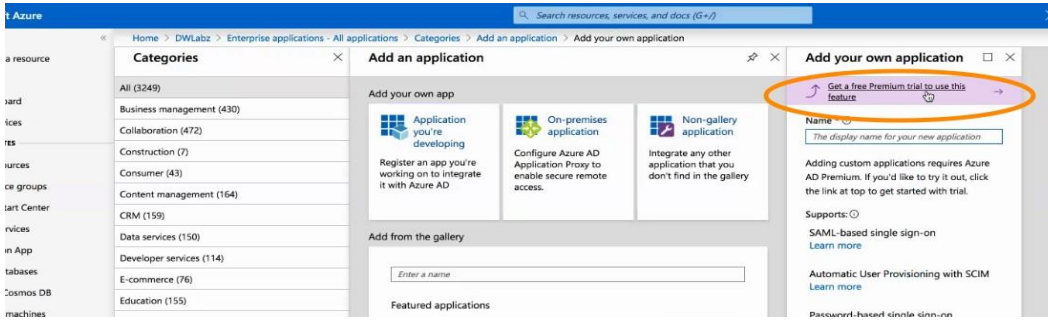 t Azure
Search resources, services, and docs (G+/)
« Home > DWLabz > Enterprise applications - All applications > Categories > Add an application > Add your own application
a resource
ard
ices
res
urces
ce groups
tart Center
rvices
n App
tabases
Cosmos DB
machines
Categories
All (3249)
Business management (430)
Collaboration (472)
Construction (7)
Consumer (43)
Content management (164)
CRM (159)
Data services (150)
Developer services (114)
E-commerce (76)
Education (155)
Add an application
Add your own app
Application
you're
developing
Register an app you're
working on to integrate
it with Azure AD
On-premises
application
Configure Azure AD
Application Proxy to
enable secure remote
access.
Non-gallery
application
Integrate any other
application that you
don't find in the gallery
Add from the gallery
Enter a name
Featured applications
Add your own application
Get a free Premium trial to use this
feature
Name
The display name for your new application
Adding custom applications requires Azure
AD Premium. If you'd like to try it out, click
the link at top to get started with trial.
Supports:
SAML-based single sign-on
Learn more
Automatic User Provisioning with SCIM
Learn more
Password-based single sign-on